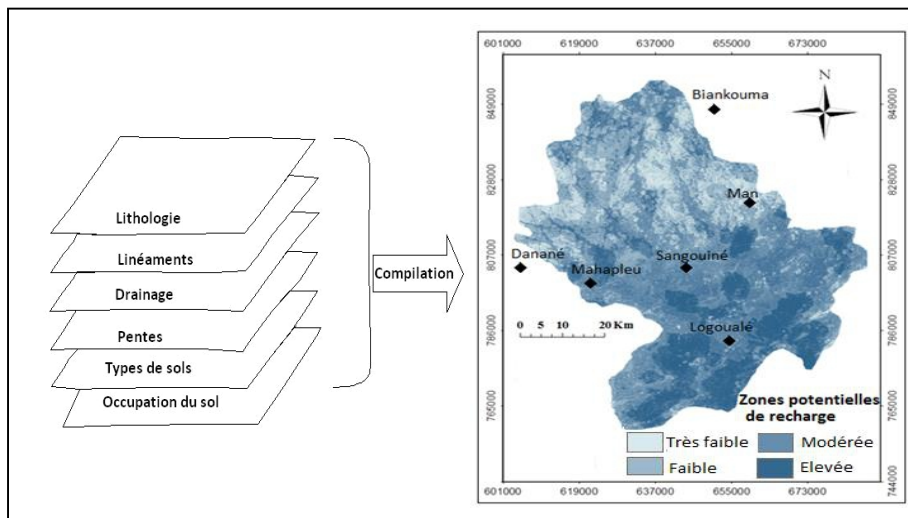 Lithologie
Linéaments
Drainage
Pentes
Types de sols
Occupation du sol
Compilation
601000 619000 637000 655000 673000
849000 849000
828000 828000
807000 807000
786000 786000
765000 765000
744000
601000 619000 637000 655000 673000
N
Biankouma
Man
Danané
Mahapleu
Sangouiné
Logoualé
0 5 10 20 Km
Zones potentielles
de recharge
Très faible
Faible
Modérée
Elevée